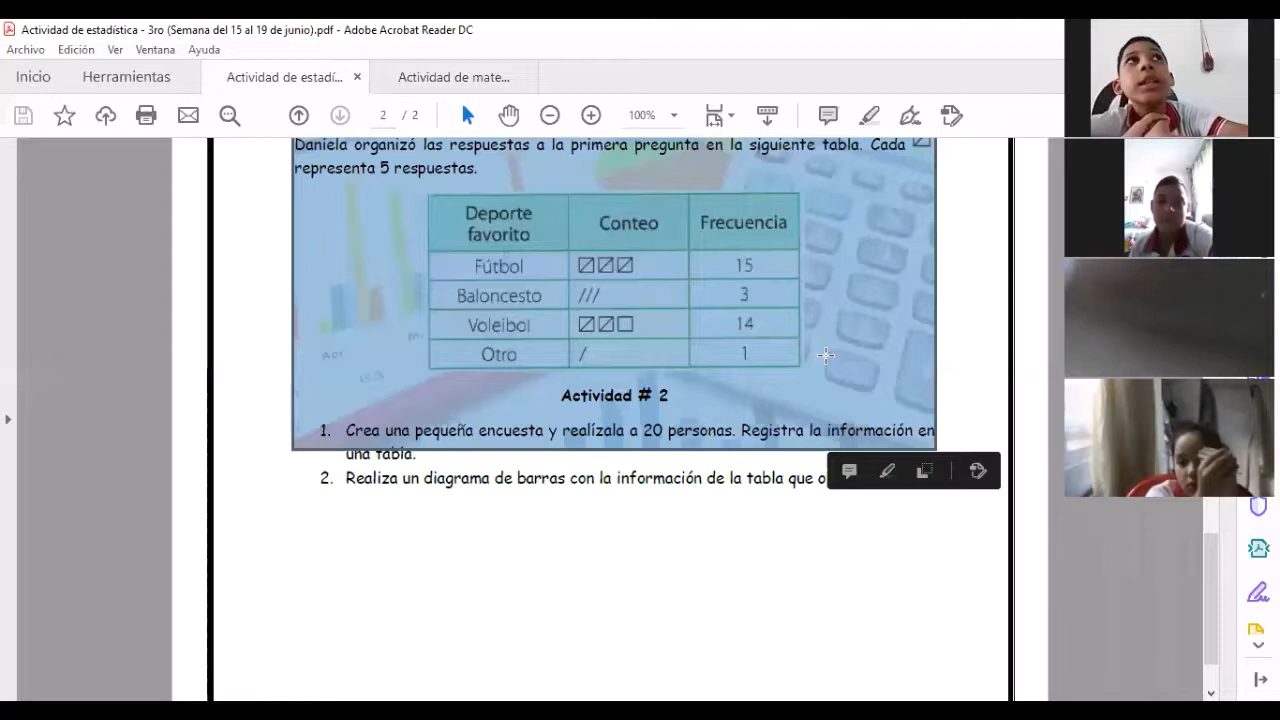 Actividad de estadística - 3ro (Semana del 15 al 19 de junio).pdf - Adobe Acrobat Reader DC
Archivo Edición Ver Ventana Ayuda
Inicio Herramientas Actividad de estadí... × Actividad de mate...
2 / 2 100%
Daniela organizó las respuestas a la primera pregunta en la siguiente tabla. Cada
representa 5 respuestas.
Deporte favorito Conteo Frecuencia
Fútbol 15
Baloncesto /// 3
Voleibol 14
Otro / 1
Actividad # 2
1. Crea una pequeña encuesta y realízala a 20 personas. Registra la información en
una tabla.
2. Realiza un diagrama de barras con la información de la tabla que